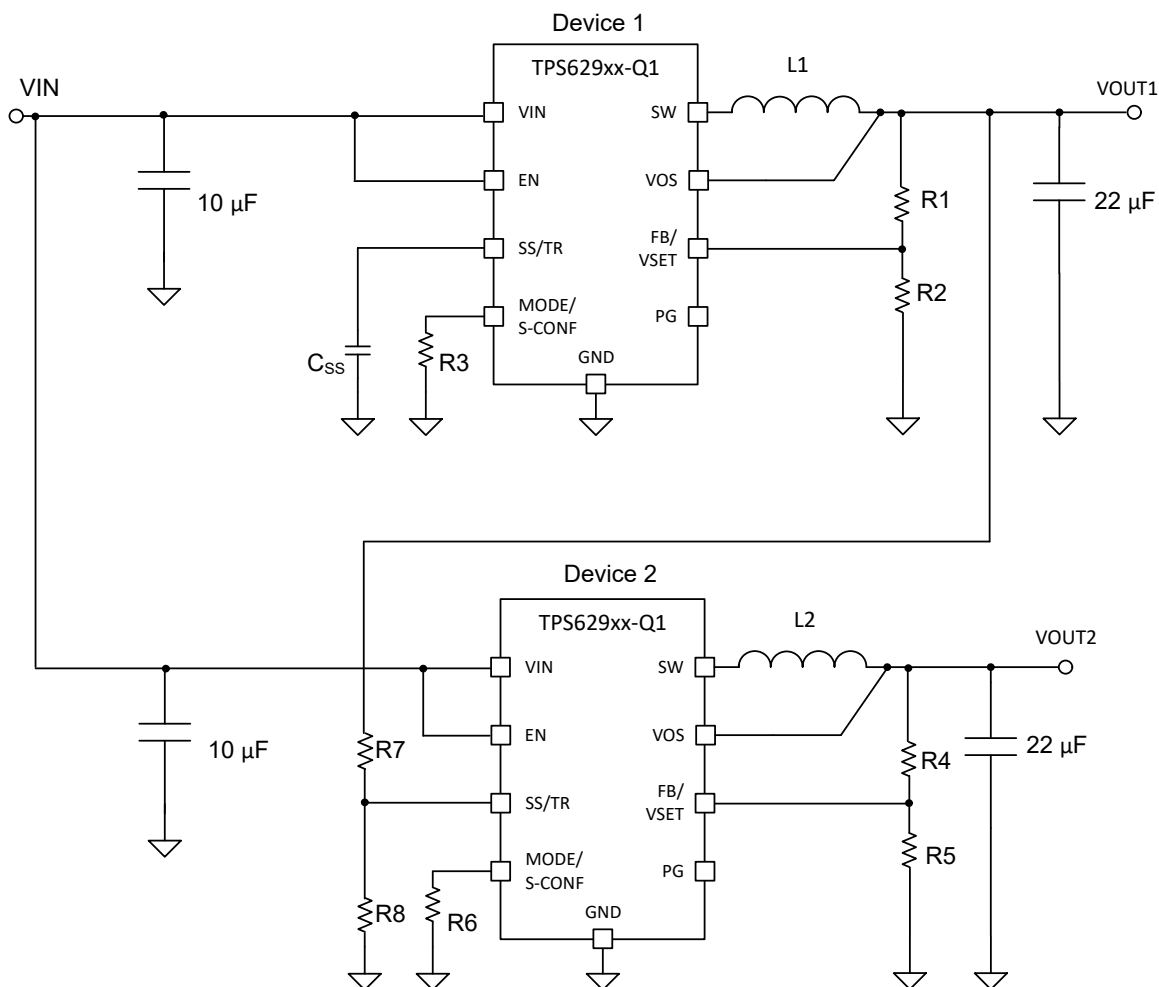 Device 1
TPS629xx-Q1
L1
VIN
VOUT1
VIN
SW
10 µF
EN
VOS
R1
22 µF
SS/TR
FB/
VSET
R2
MODE/
S-CONF
PG
CSS
R3
GND
Device 2
TPS629xx-Q1
L2
VOUT2
VIN
SW
10 µF
R7
EN
VOS
R4
22 µF
SS/TR
FB/
VSET
R5
MODE/
S-CONF
PG
R8
R6
GND